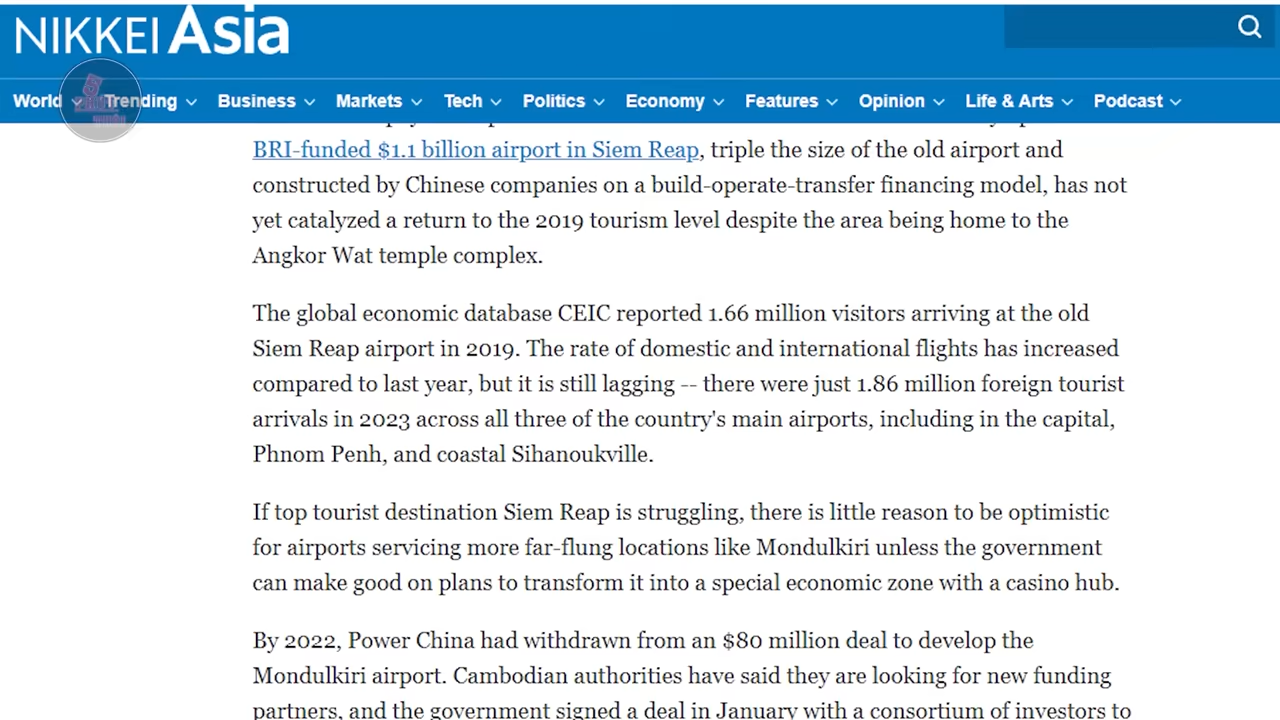 NIKKEI Asia
World Trending Business Markets Tech Politics Economy Features Opinion Life & Arts Podcast
BRI-funded $1.1 billion airport in Siem Reap, triple the size of the old airport and
constructed by Chinese companies on a build-operate-transfer financing model, has not
yet catalyzed a return to the 2019 tourism level despite the area being home to the
Angkor Wat temple complex.
The global economic database CEIC reported 1.66 million visitors arriving at the old
Siem Reap airport in 2019. The rate of domestic and international flights has increased
compared to last year, but it is still lagging -- there were just 1.86 million foreign tourist
arrivals in 2023 across all three of the country's main airports, including in the capital,
Phnom Penh, and coastal Sihanoukville.
If top tourist destination Siem Reap is struggling, there is little reason to be optimistic
for airports servicing more far-flung locations like Mondulkiri unless the government
can make good on plans to transform it into a special economic zone with a casino hub.
By 2022, Power China had withdrawn from an $80 million deal to develop the
Mondulkiri airport. Cambodian authorities have said they are looking for new funding
partners, and the government signed a deal in January with a consortium of investors to